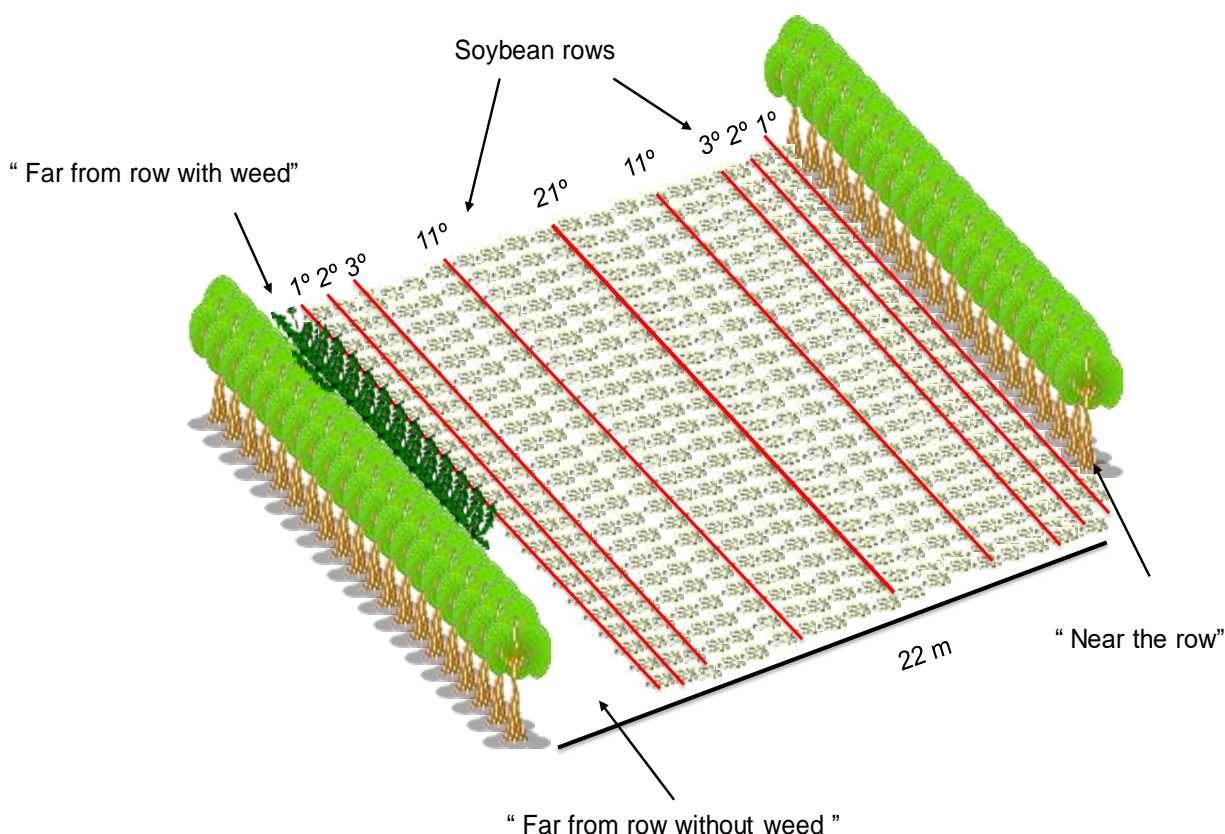 Soybean rows
“ Far from row with weed”
1º 2º 3º 11º 21º 11º 3º 2º 1º
22 m
“ Near the row”
“ Far from row without weed ”